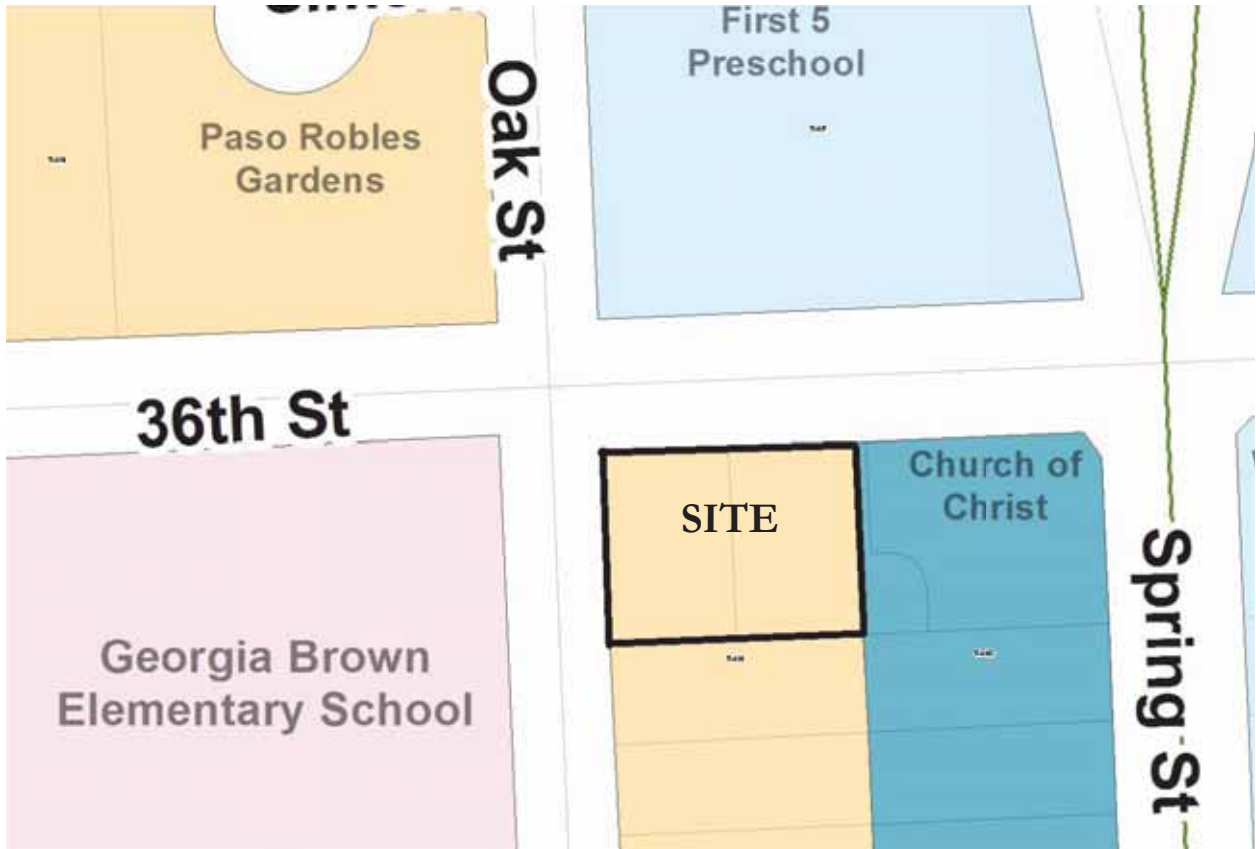 First 5
Preschool
Oak St
Paso Robles
Gardens
36th St
SITE
Church of
Christ
Spring St
Georgia Brown
Elementary School